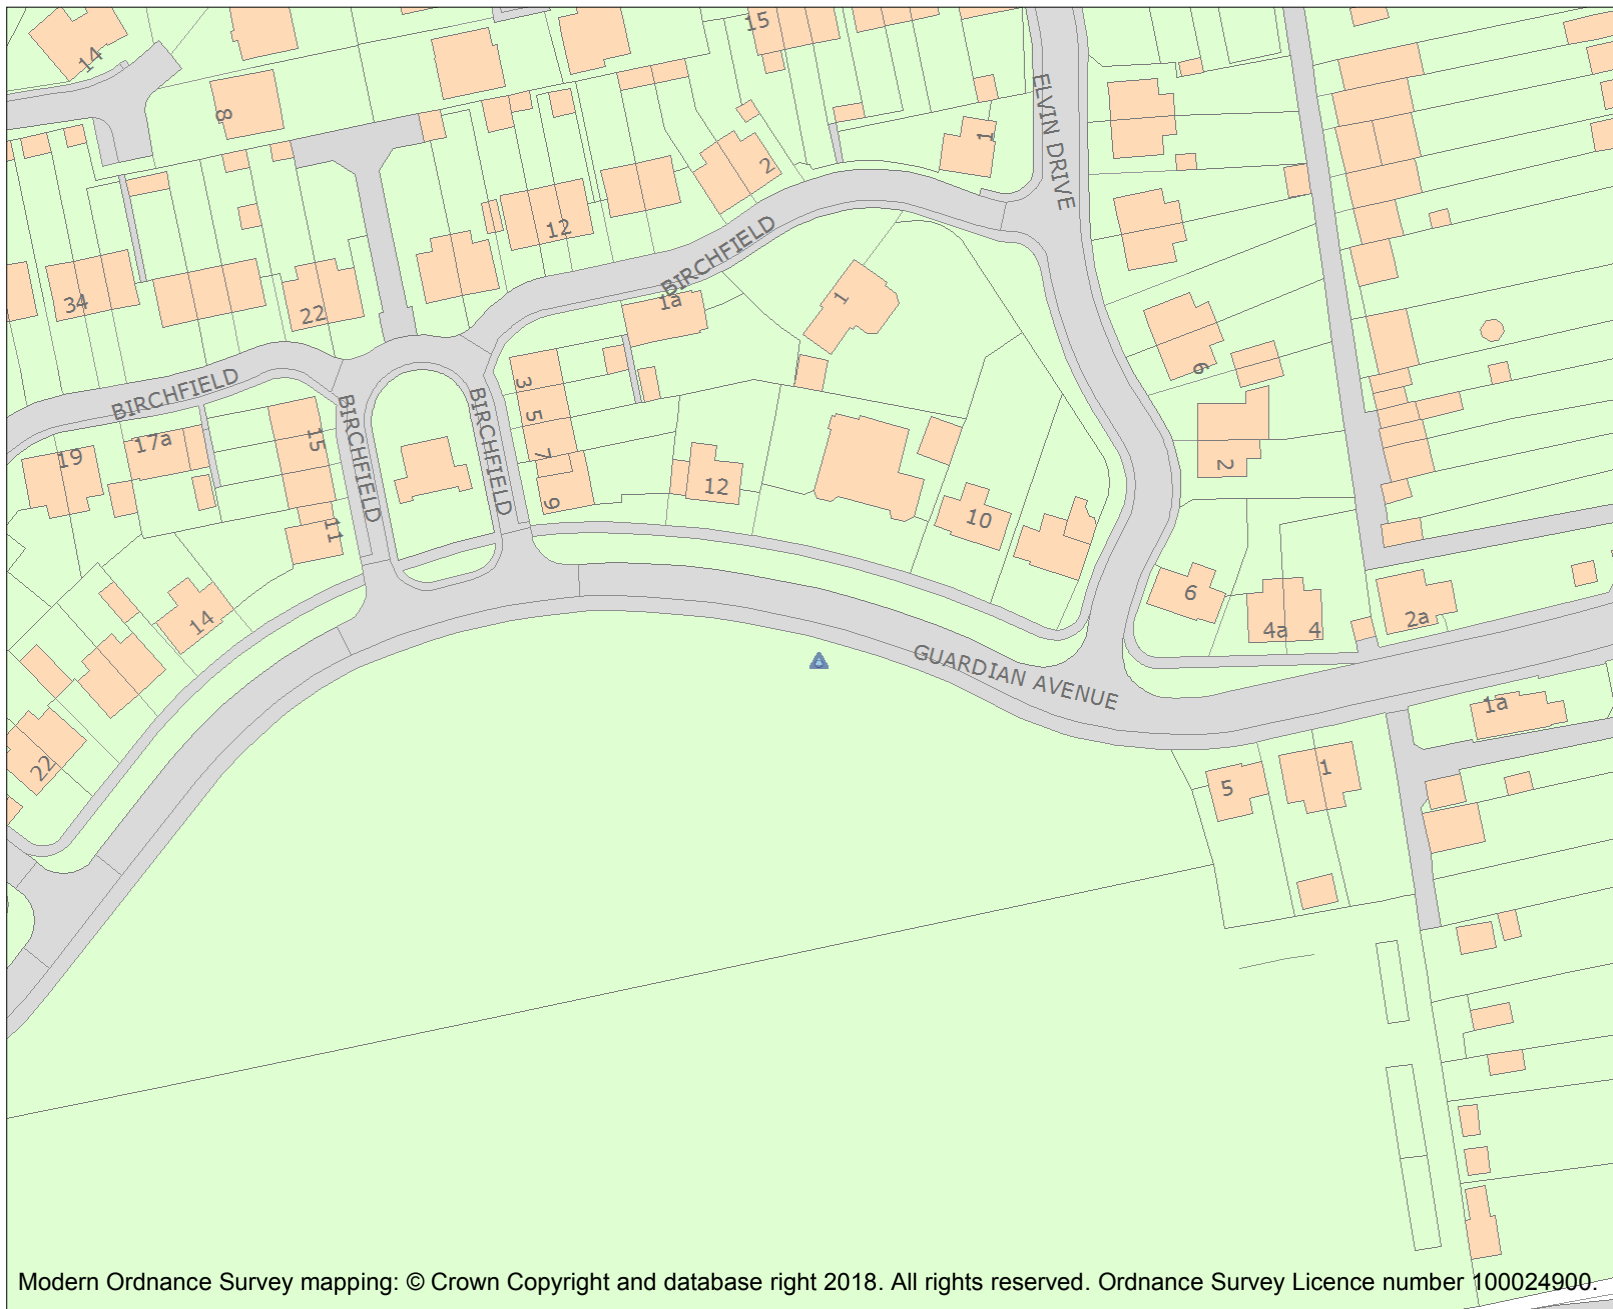 14
15
8
ELVIN DRIVE
1
2
12
BIRCHFIELD
34
22
1a
1
6
BIRCHFIELD
3
BIRCHFIELD
BIRCHFIELD
5
15
17a
19
7
2
12
9
10
11
6
14
4a
4
2a
GUARDIAN AVENUE
1a
22
1
5
Modern Ordnance Survey mapping: © Crown Copyright and database right 2018. All rights reserved. Ordnance Survey Licence number 100024900.